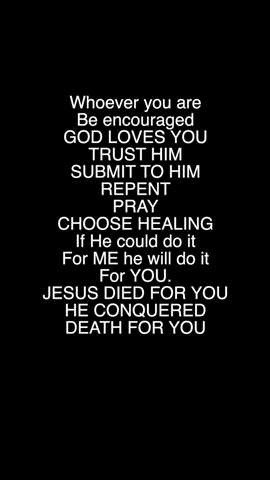 Whoever you are
Be encouraged
GOD LOVES YOU
TRUST HIM
SUBMIT TO HIM
REPENT
PRAY
CHOOSE HEALING
If He could do it
For ME he will do it
For YOU.
JESUS DIED FOR YOU
HE CONQUERED
DEATH FOR YOU